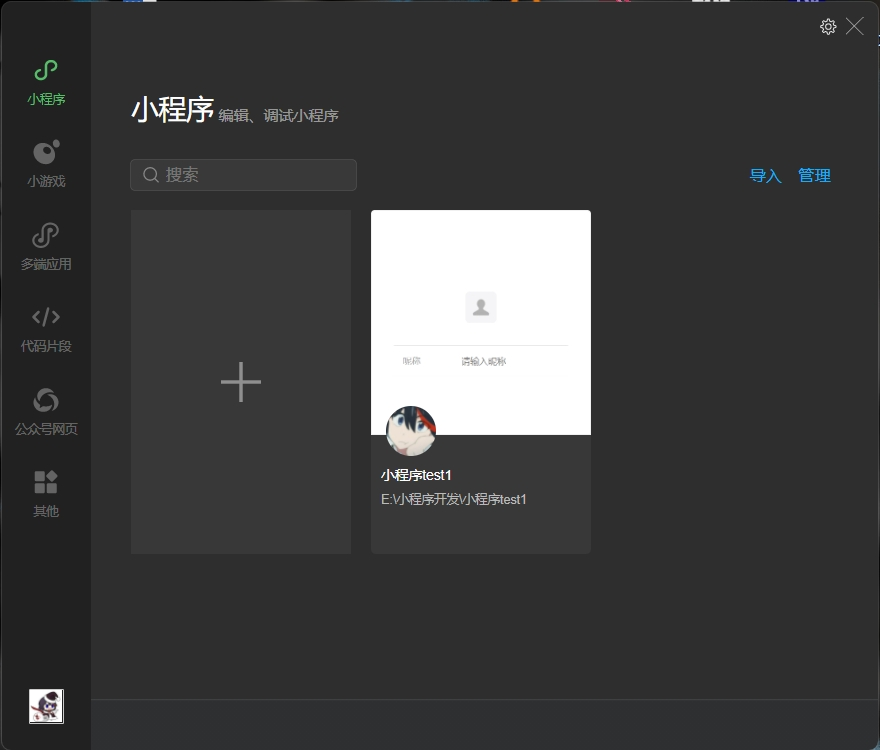 小程序
小游戏
多端应用
代码片段
公众号网页
其他
小程序 编辑、调试小程序
搜索
导入 管理
昵称 请输入昵称
小程序test1
E:\小程序开发\小程序test1